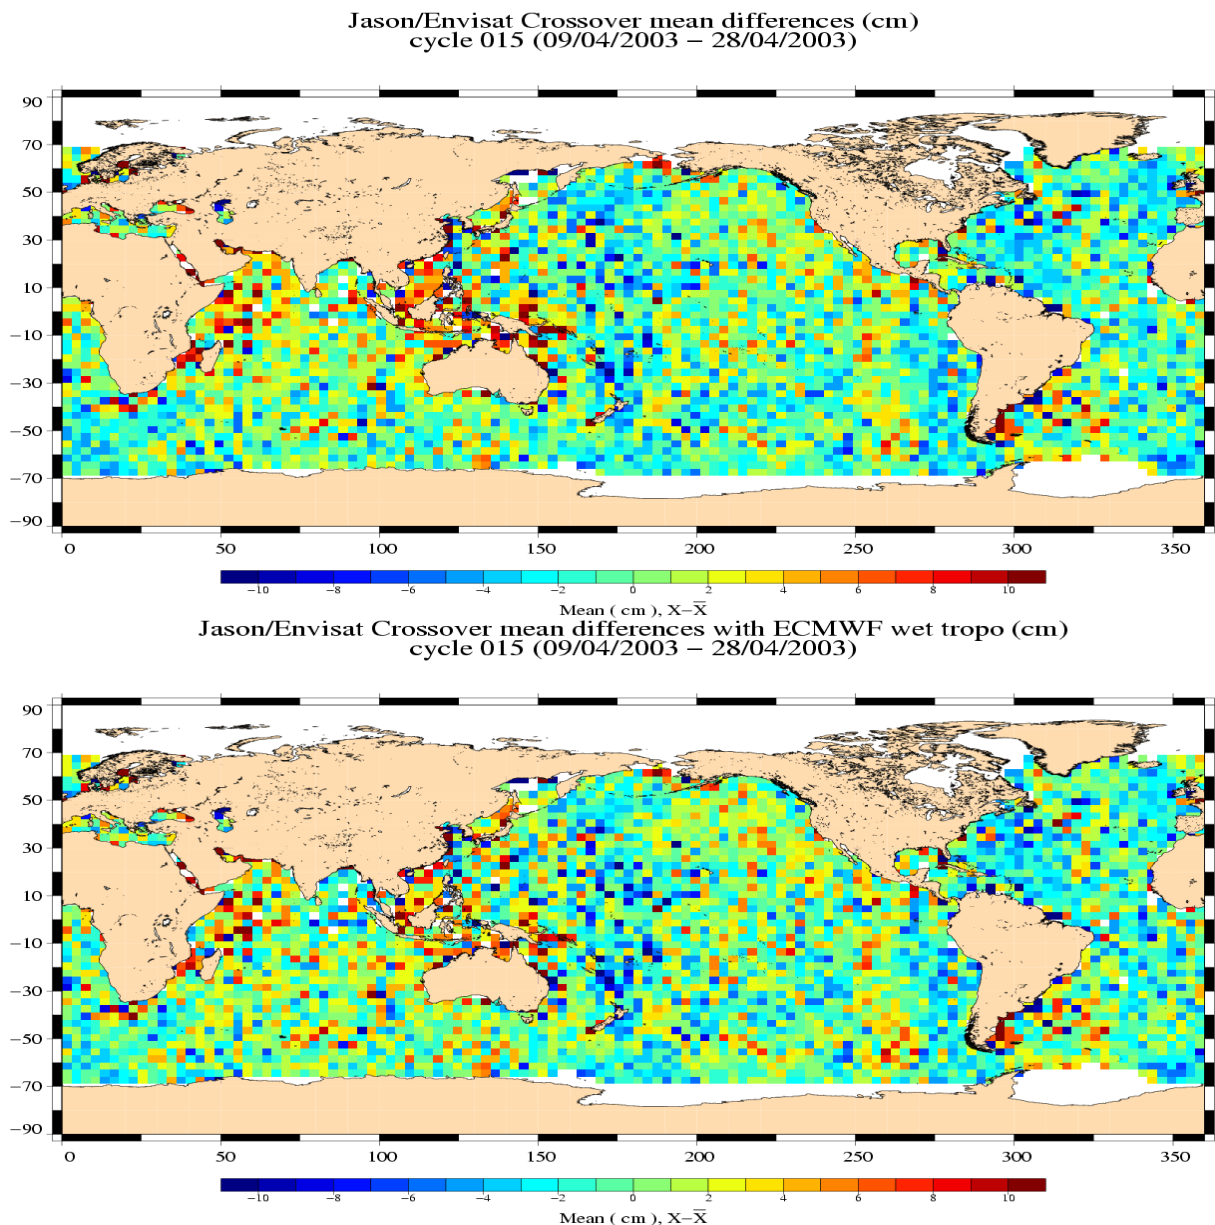 Jason/Envisat Crossover mean differences (cm)
cycle 015 (09/04/2003 − 28/04/2003)
90
70
50
30
10
−10
−30
−50
−70
−90
0 50 100 150 200 250 300 350
−10 −8 −6 −4 −2 0 2 4 6 8 10
Mean ( cm ), X−X̅
Jason/Envisat Crossover mean differences with ECMWF wet tropo (cm)
cycle 015 (09/04/2003 − 28/04/2003)
90
70
50
30
10
−10
−30
−50
−70
−90
0 50 100 150 200 250 300 350
−10 −8 −6 −4 −2 0 2 4 6 8 10
Mean ( cm ), X−X̅